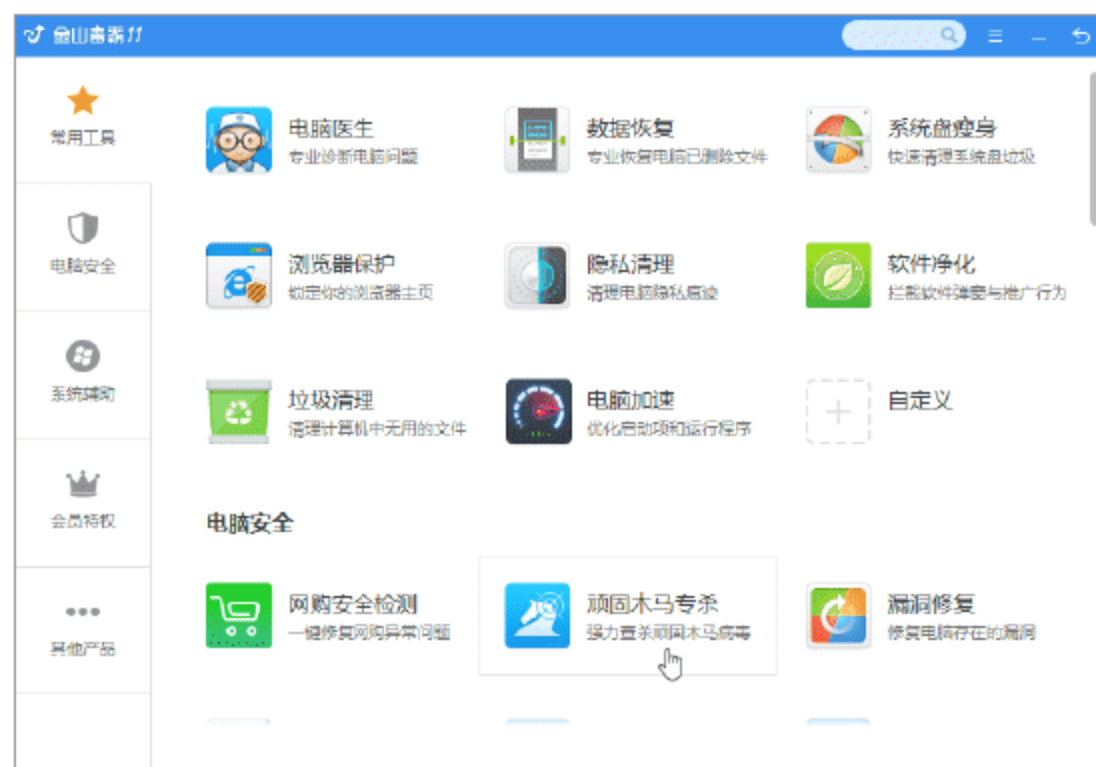 金山毒霸11
常用工具
电脑安全
系统辅助
会员特权
其他产品
电脑医生
专业诊断电脑问题
数据恢复
专业恢复电脑已删除文件
系统盘瘦身
快速清理系统盘垃圾
浏览器保护
锁定你的浏览器主页
隐私清理
清理电脑隐私痕迹
软件净化
拦截软件弹窗与推广行为
垃圾清理
清理计算机中无用的文件
电脑加速
优化启动项和运行程序
自定义
电脑安全
网购安全检测
一键修复网购异常问题
顽固木马专杀
强力查杀顽固木马病毒
漏洞修复
修复电脑存在的漏洞